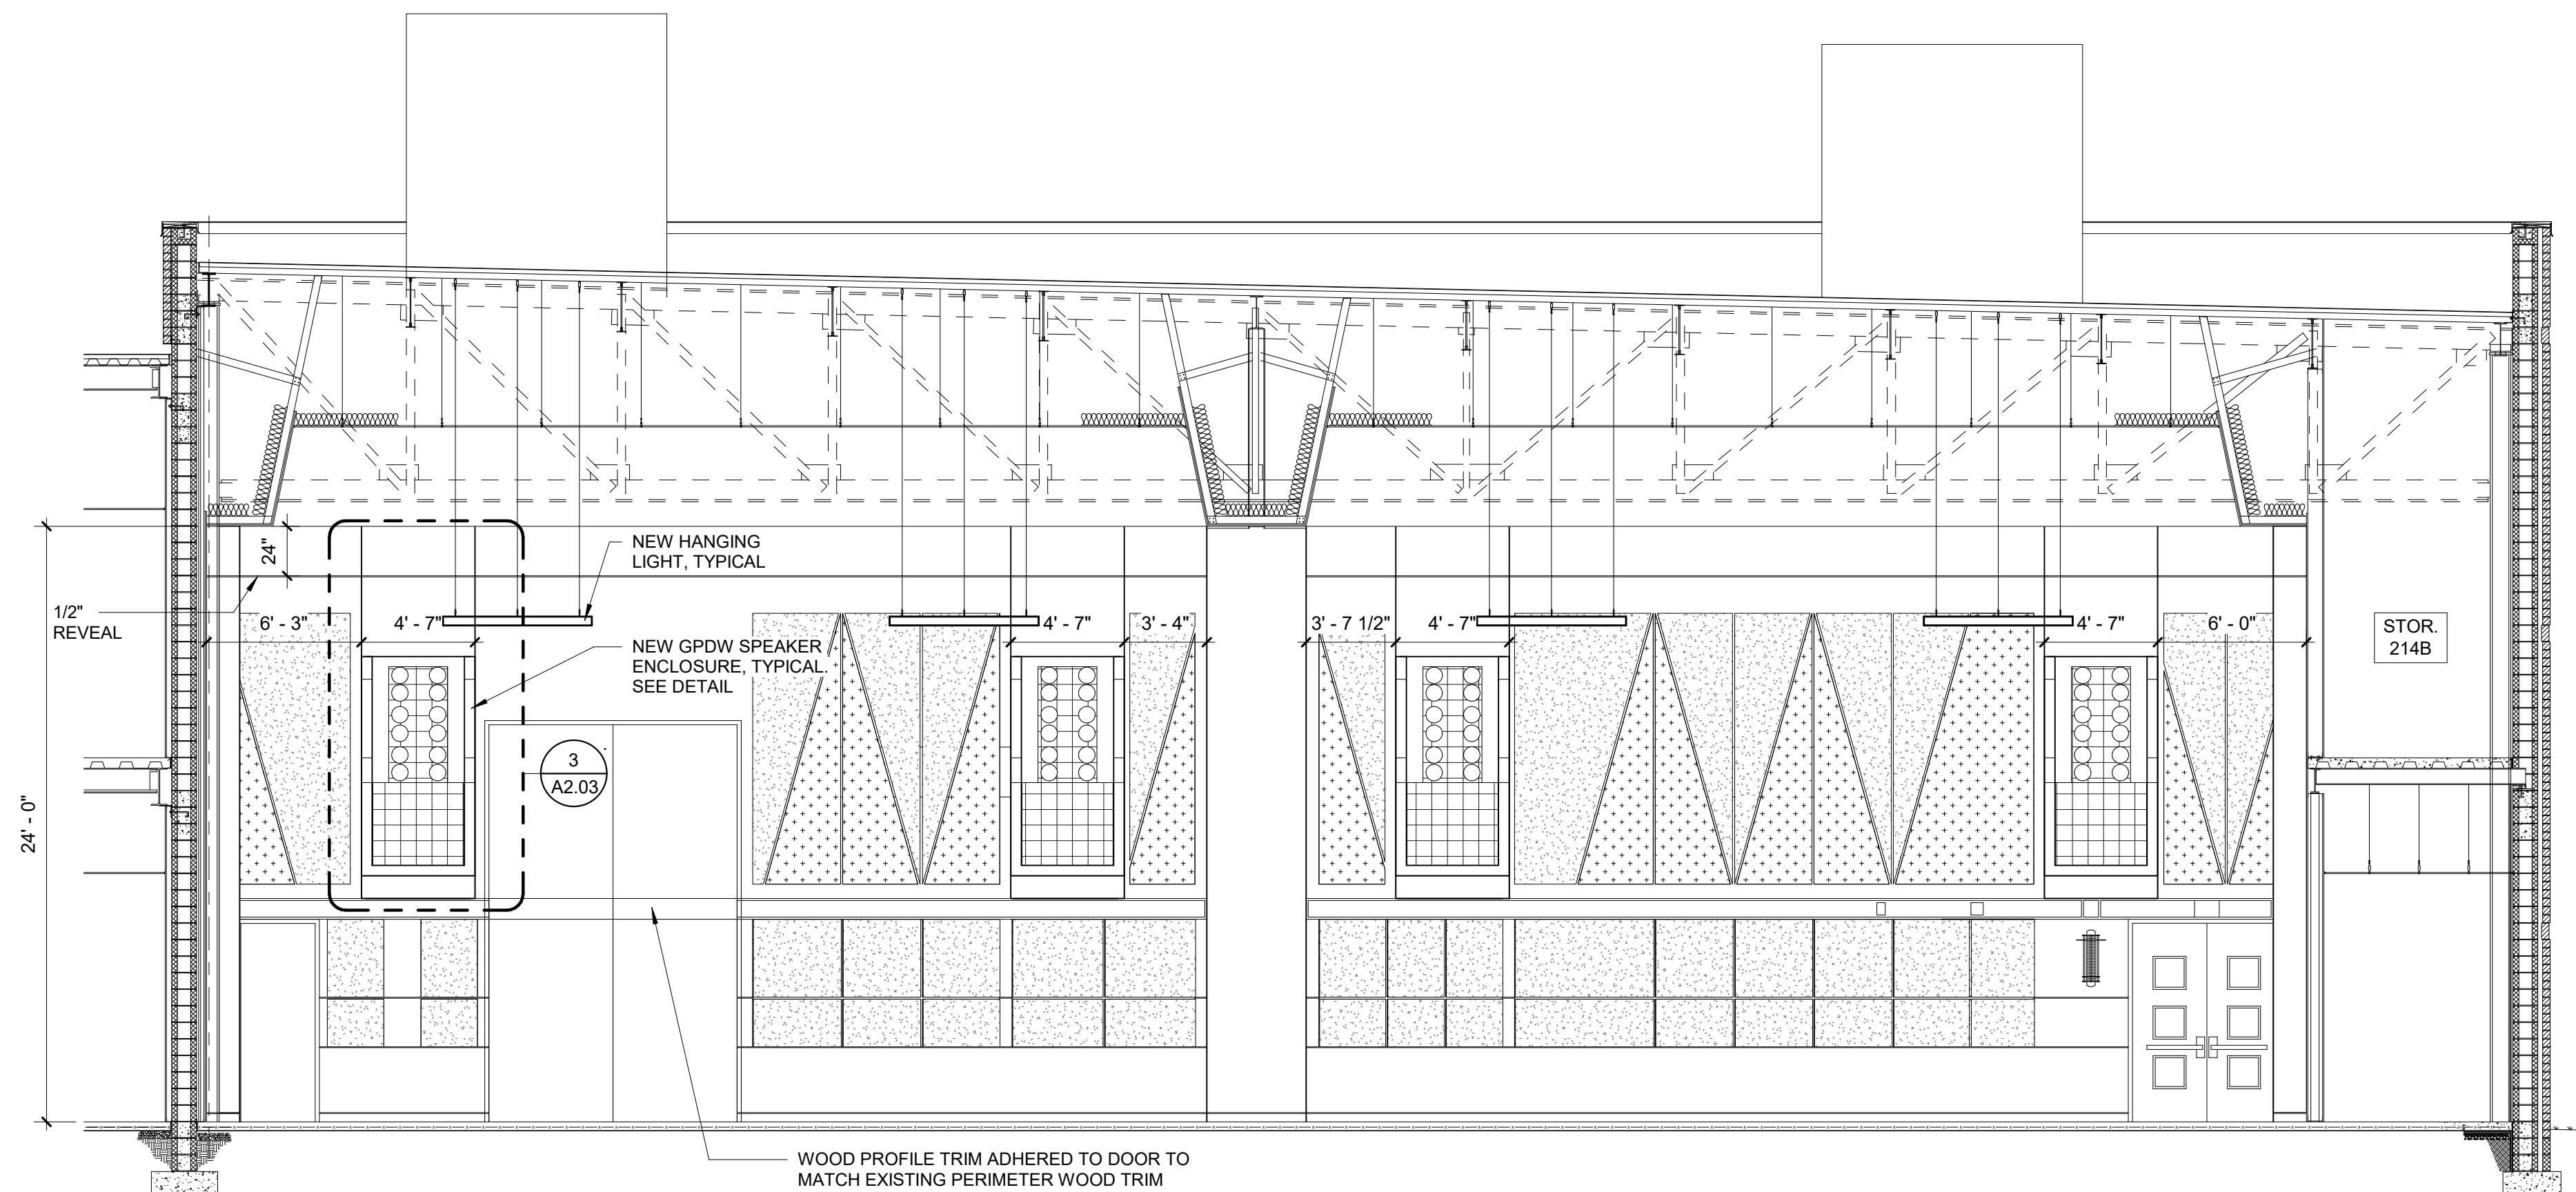 NEW HANGING
LIGHT, TYPICAL
24"
1/2"
REVEAL
6' - 3"
4' - 7"
4' - 7"
3' - 4"
3' - 7 1/2"
4' - 7"
4' - 7"
6' - 0"
STOR.
214B
NEW GPDW SPEAKER
ENCLOSURE, TYPICAL.
SEE DETAIL
3
A2.03
24' - 0"
WOOD PROFILE TRIM ADHERED TO DOOR TO
MATCH EXISTING PERIMETER WOOD TRIM